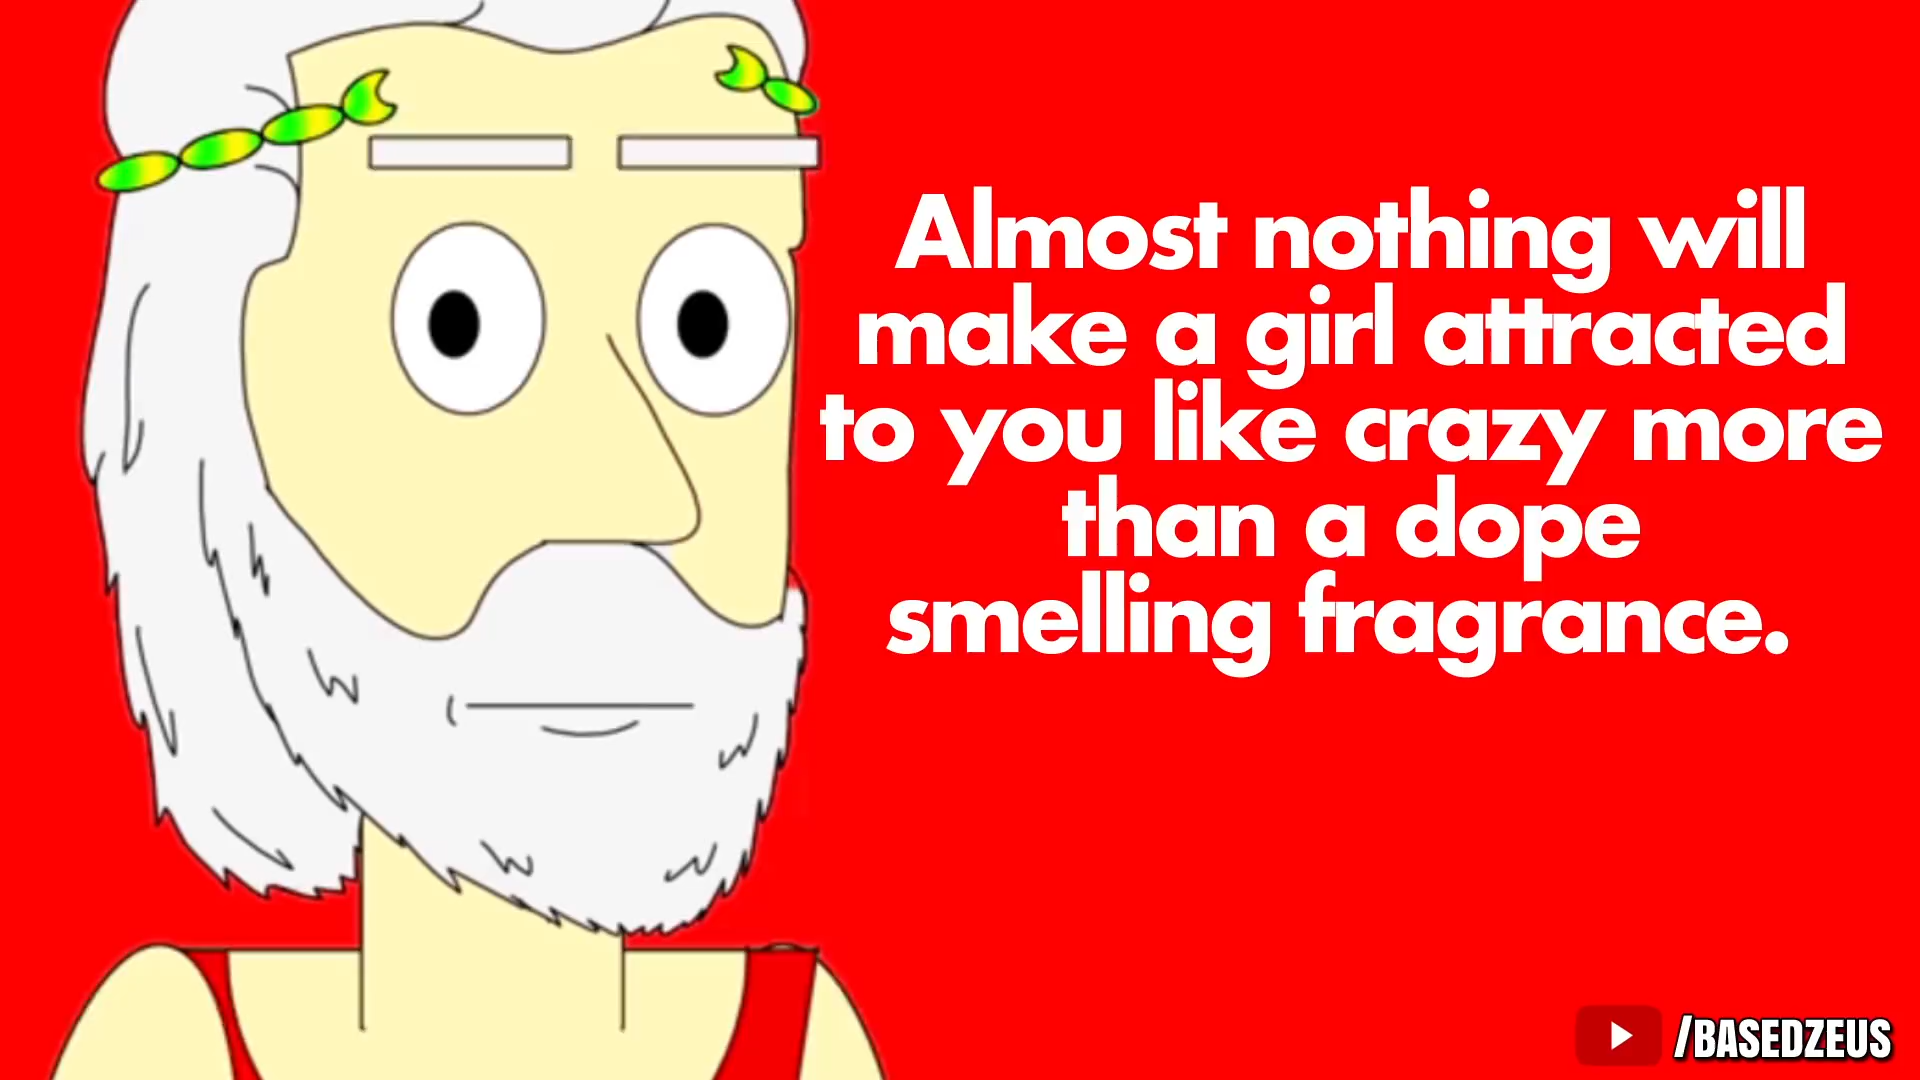 Almost nothing will
make a girl attracted
to you like crazy more
than a dope
smelling fragrance.
/BASEDZEUS